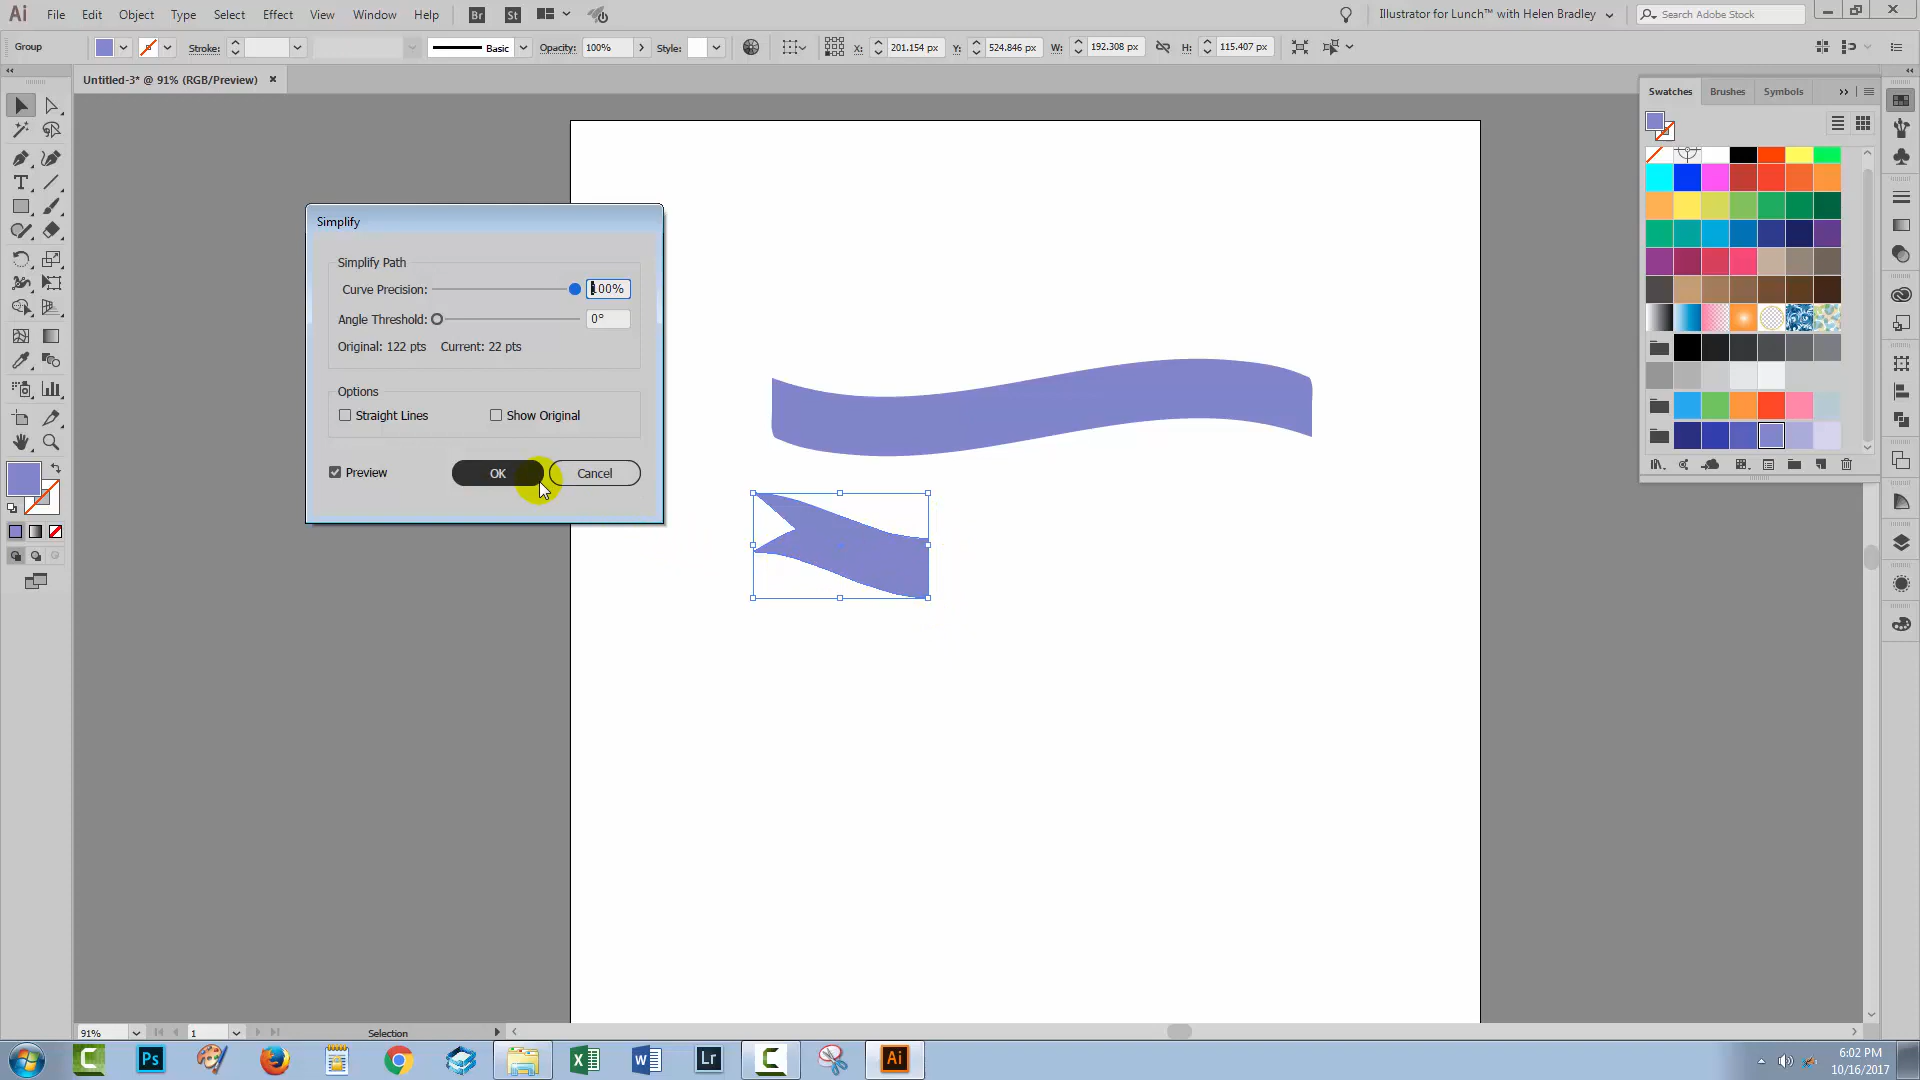 Ai File Edit Object Type Select Effect View Window Help Br St Illustrator for Lunch™ with Helen Bradley Search Adobe Stock
Group Stroke: Basic Opacity: 100% Style: X: 201.154 px Y: 524.846 px W: 192.308 px H: 115.407 px
Untitled-3* @ 91% (RGB/Preview)
Swatches Brushes Symbols
Simplify
Simplify Path
Curve Precision: 100%
Angle Threshold: 0°
Original: 122 pts Current: 22 pts
Options
Straight Lines Show Original
Preview OK Cancel
91% 1 Selection
Ps Lr Ai
6:02 PM
10/16/2017